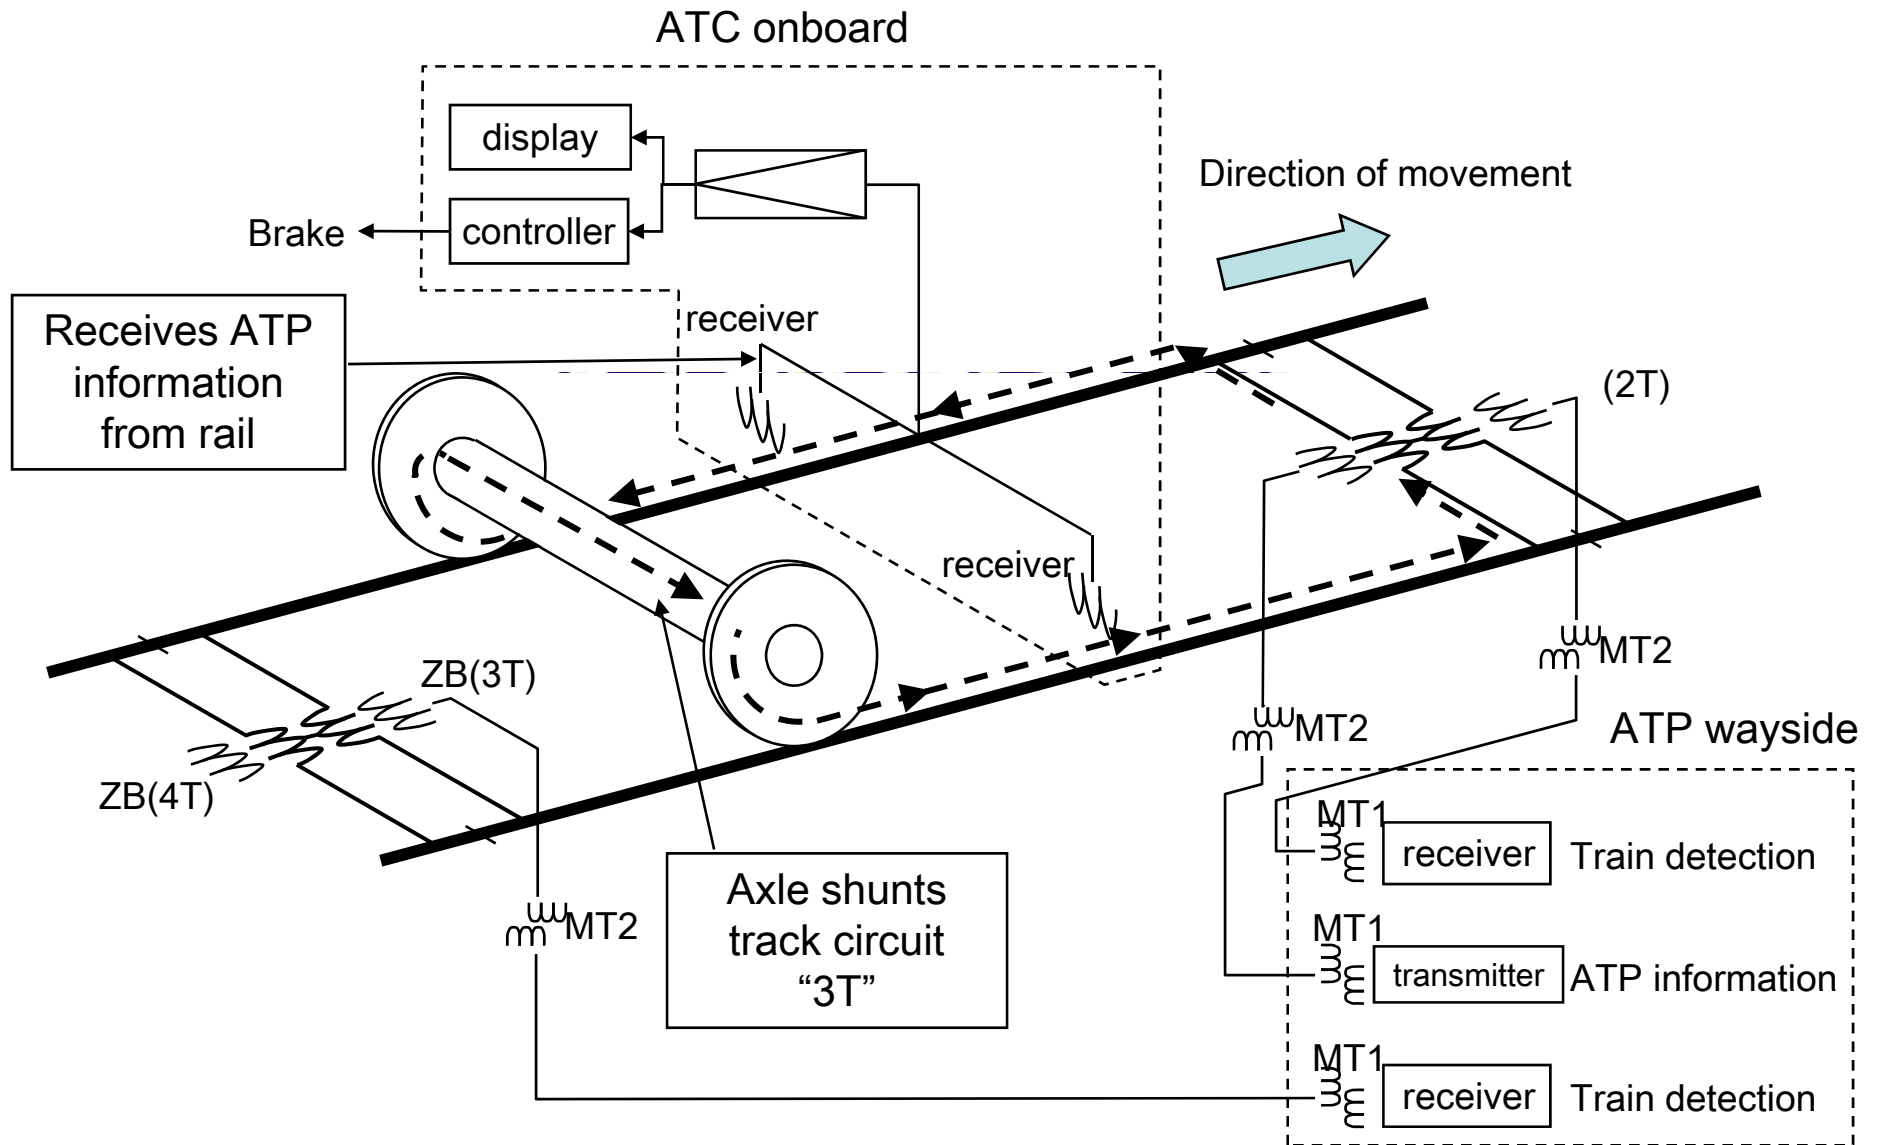 ATC onboard
display
Direction of movement
Brake
controller
Receives ATP
information
from rail
receiver
(2T)
receiver
MT2
ZB(3T)
MT2
ATP wayside
ZB(4T)
MT1
receiver
Train detection
Axle shunts
track circuit
“3T”
MT2
MT1
transmitter
ATP information
MT1
receiver
Train detection